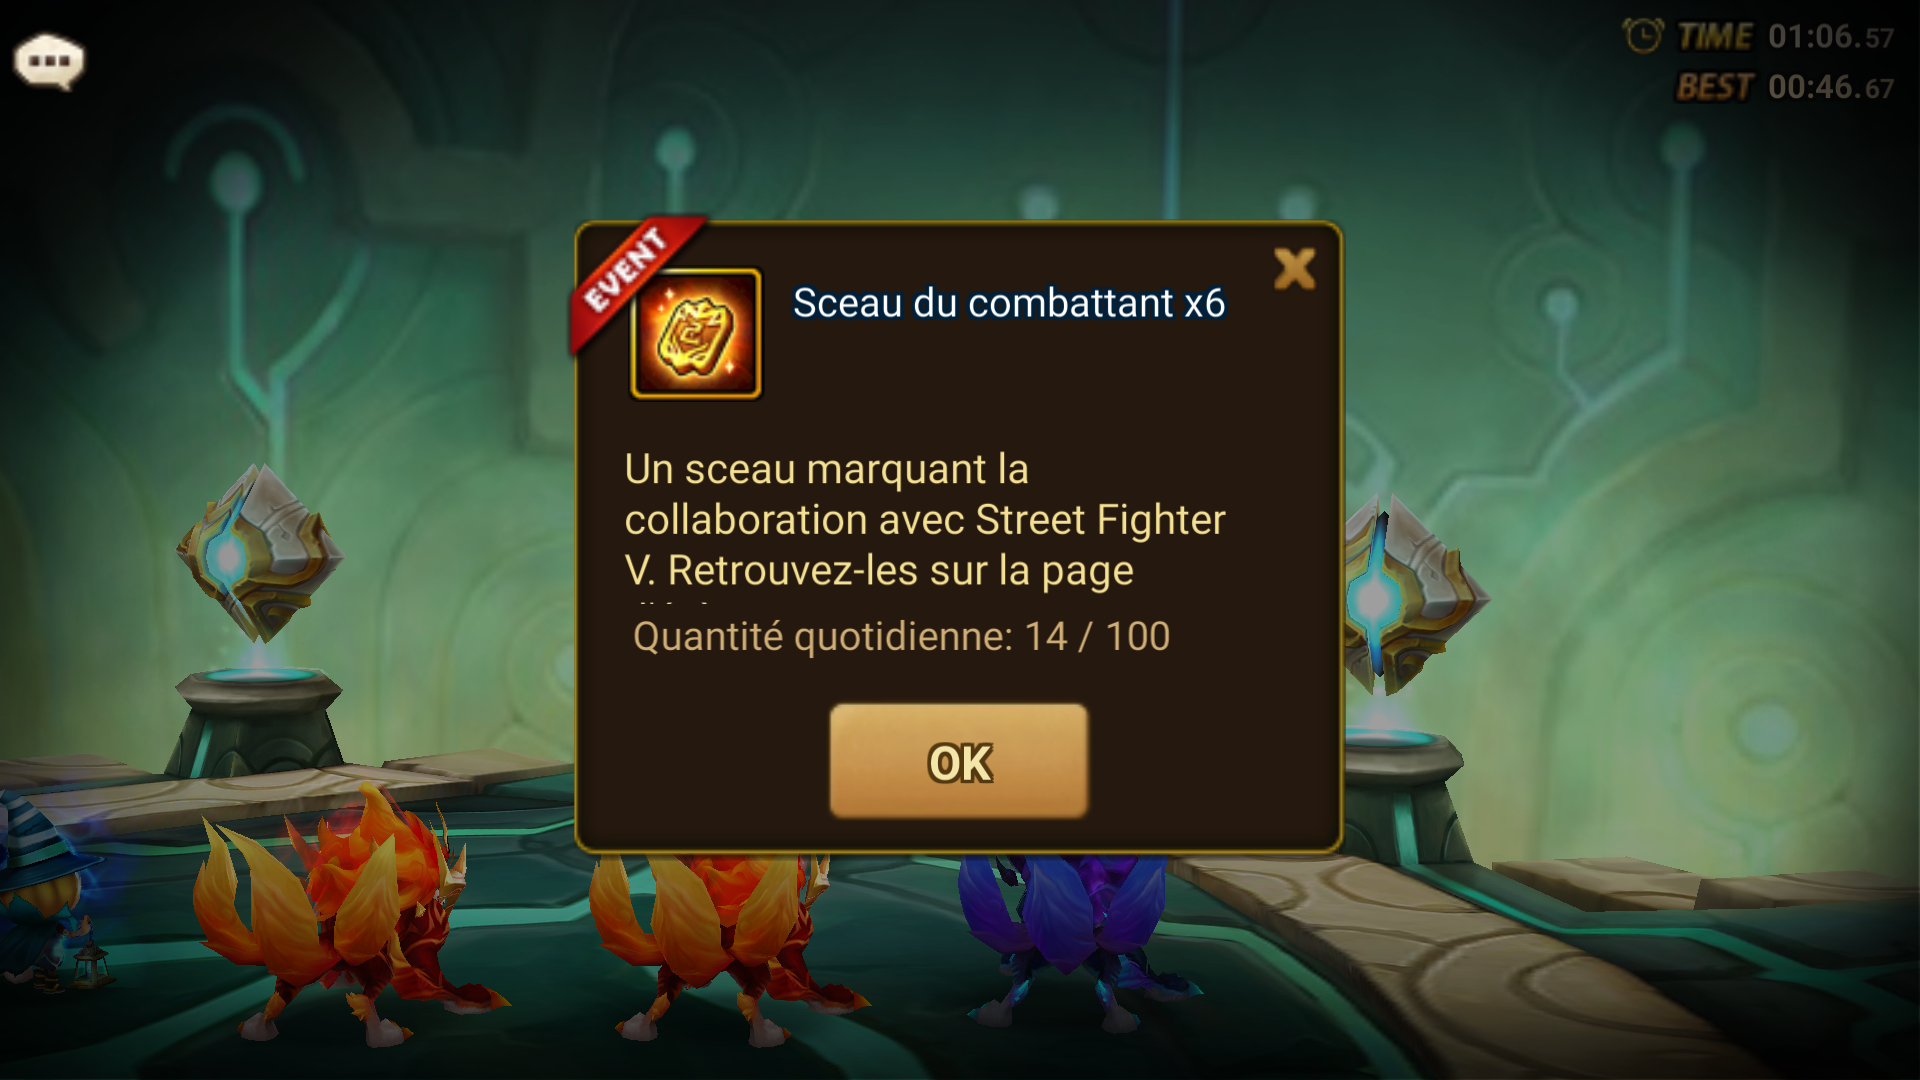 TIME 01:06.57
BEST 00:46.67
EVENT
Sceau du combattant x6
Un sceau marquant la
collaboration avec Street Fighter
V. Retrouvez-les sur la page
Quantité quotidienne: 14 / 100
OK